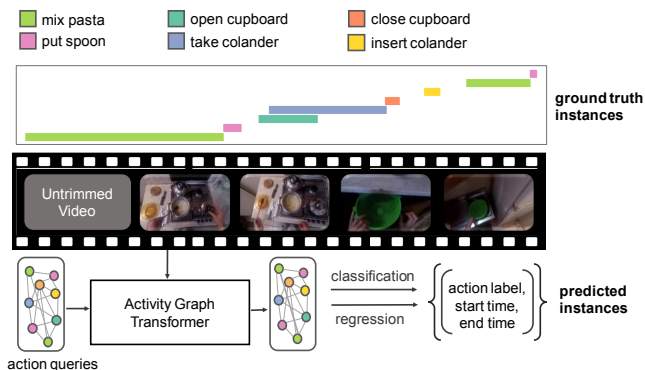 mix pasta
open cupboard
close cupboard
put spoon
take colander
insert colander
ground truth
instances
Untrimmed
Video
classification
Activity Graph
Transformer
regression
action label,
start time,
end time
predicted
instances
action queries